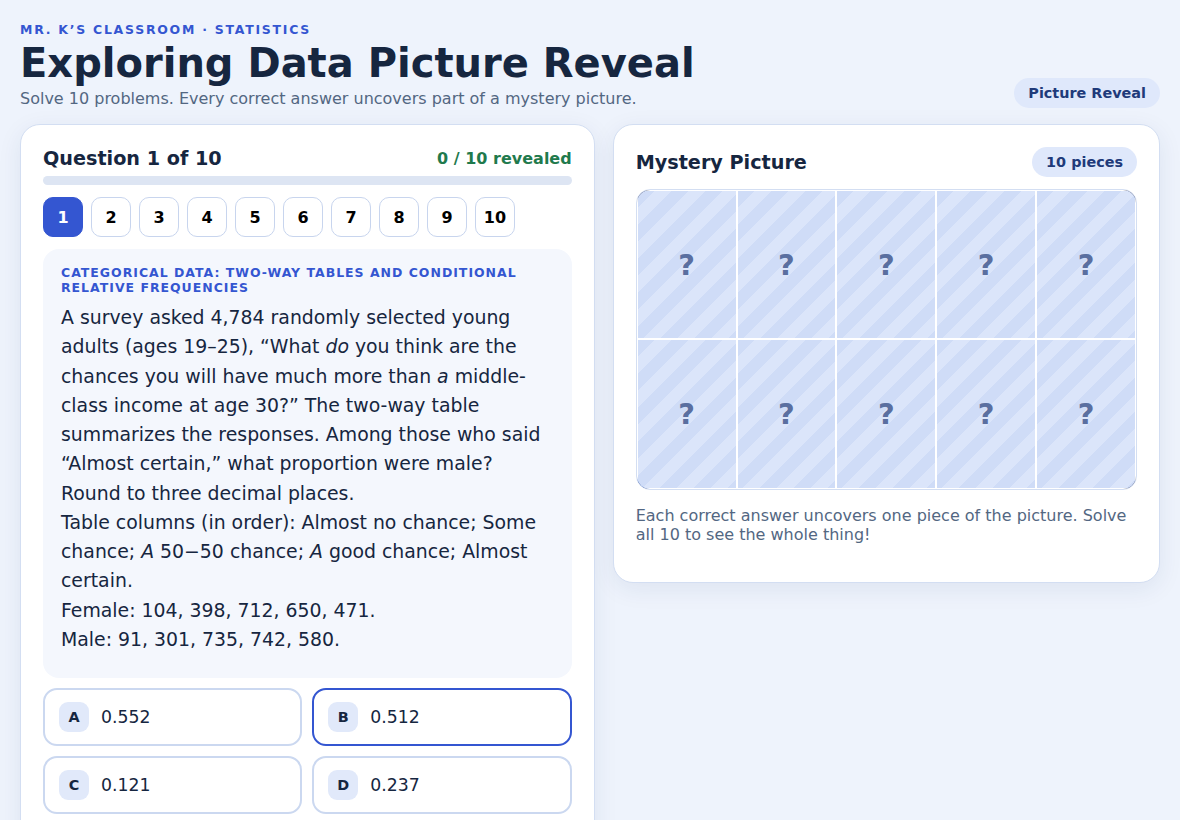 MR. K’S CLASSROOM · STATISTICS
Exploring Data Picture Reveal
Solve 10 problems. Every correct answer uncovers part of a mystery picture.
Picture Reveal
Question 1 of 10
0 / 10 revealed
1 2 3 4 5 6 7 8 9 10
CATEGORICAL DATA: TWO-WAY TABLES AND CONDITIONAL
RELATIVE FREQUENCIES
A survey asked 4,784 randomly selected young
adults (ages 19–25), “What do you think are the
chances you will have much more than a middle-
class income at age 30?” The two-way table
summarizes the responses. Among those who said
“Almost certain,” what proportion were male?
Round to three decimal places.
Table columns (in order): Almost no chance; Some
chance; A 50−50 chance; A good chance; Almost
certain.
Female: 104, 398, 712, 650, 471.
Male: 91, 301, 735, 742, 580.
A 0.552
B 0.512
C 0.121
D 0.237
Mystery Picture
10 pieces
? ? ? ? ?
? ? ? ? ?
Each correct answer uncovers one piece of the picture. Solve
all 10 to see the whole thing!